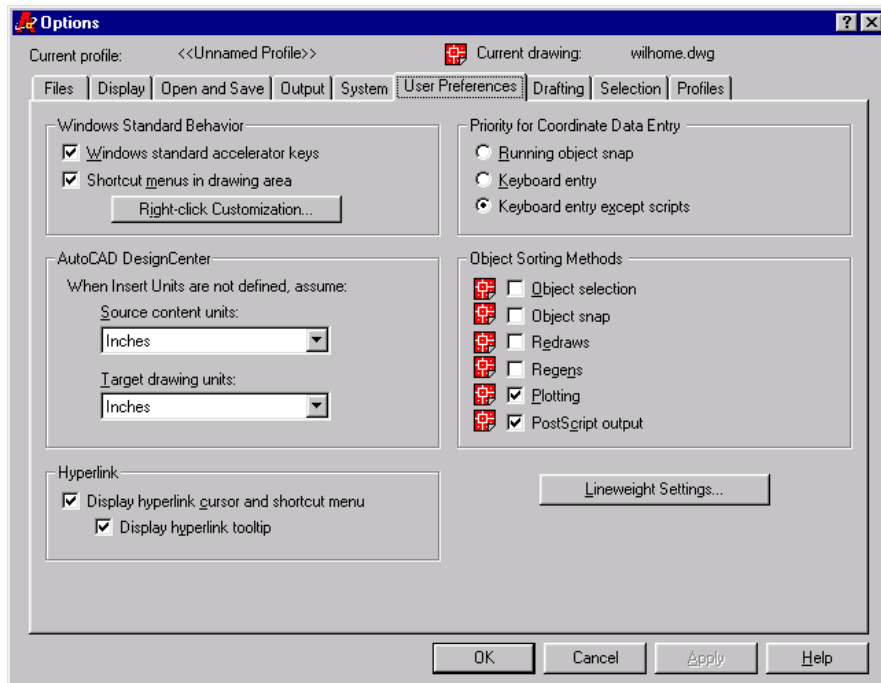 Options
Current profile: <<Unnamed Profile>> Current drawing: wilhome.dwg
Files Display Open and Save Output System User Preferences Drafting Selection Profiles
Windows Standard Behavior
Windows standard accelerator keys
Shortcut menus in drawing area
Right-click Customization...
Priority for Coordinate Data Entry
Running object snap
Keyboard entry
Keyboard entry except scripts
AutoCAD DesignCenter
When Insert Units are not defined, assume:
Source content units:
Inches
Target drawing units:
Inches
Object Sorting Methods
Object selection
Object snap
Redraws
Regens
Plotting
PostScript output
Hyperlink
Display hyperlink cursor and shortcut menu
Display hyperlink tooltip
Lineweight Settings...
OK Cancel Apply Help